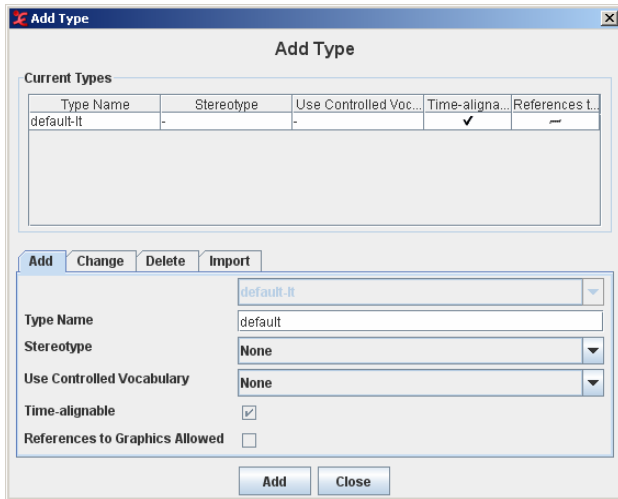 Add Type
Add Type
Current Types
Type Name Stereotype Use Controlled Voc... Time-aligna... References t...
default-lt - -
Add Change Delete Import
default-lt
Type Name default
Stereotype None
Use Controlled Vocabulary None
Time-alignable
References to Graphics Allowed
Add Close